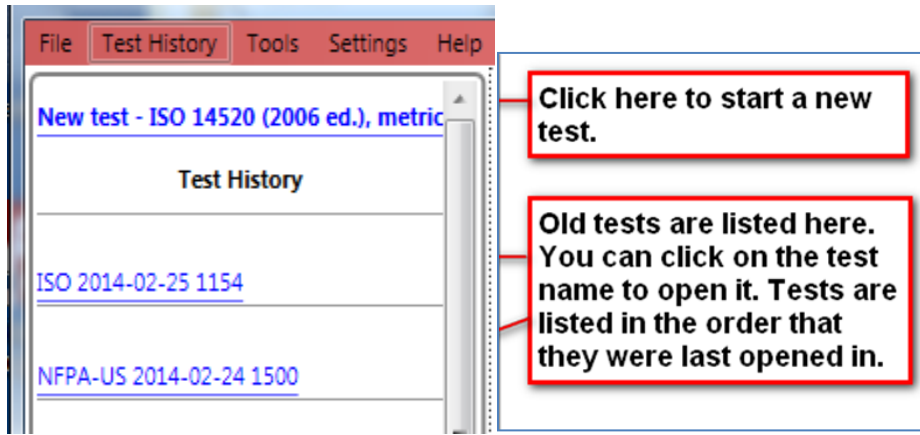 File Test History Tools Settings Help
New test - ISO 14520 (2006 ed.), metric
Test History
ISO 2014-02-25 1154
NFPA-US 2014-02-24 1500
Click here to start a new
test.
Old tests are listed here.
You can click on the test
name to open it. Tests are
listed in the order that
they were last opened in.